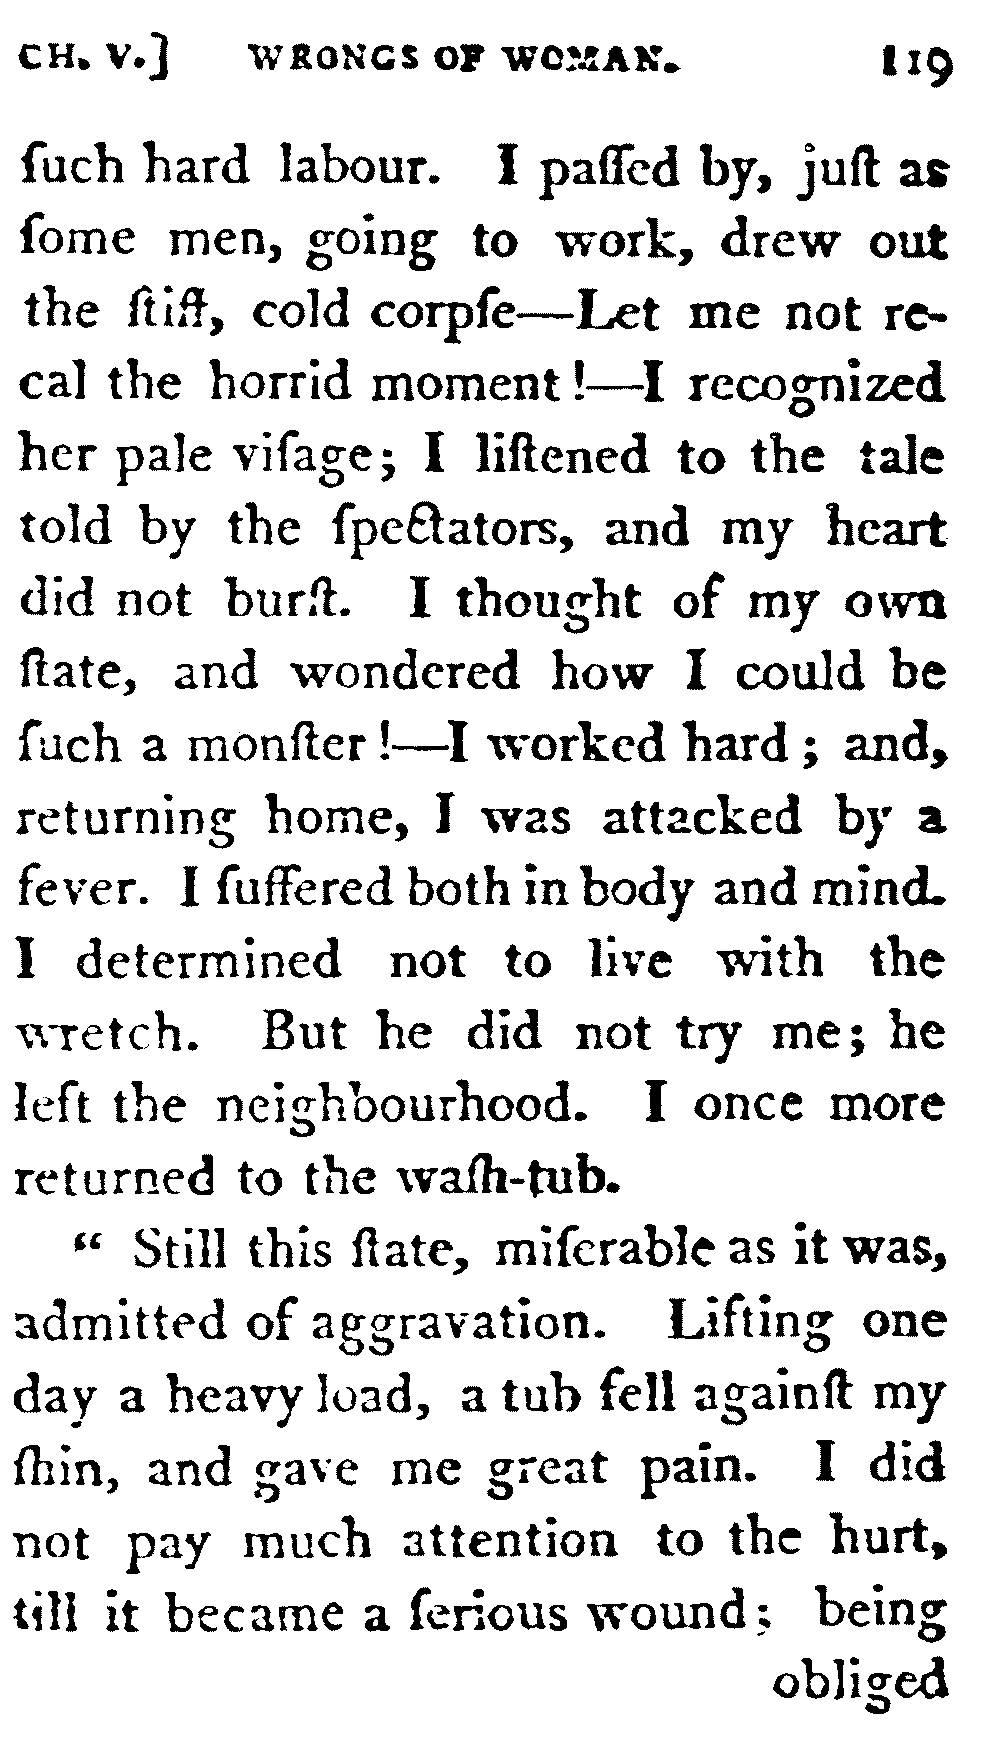 CH. V.] WRONGS OF WOMAN. 119
ſuch hard labour. I paſſed by, juſt as
ſome men, going to work, drew out
the ſtiff, cold corpſe—Let me not re-
cal the horrid moment!—I recognized
her pale viſage; I liſtened to the tale
told by the ſpectators, and my heart
did not burſt. I thought of my own
ſtate, and wondered how I could be
ſuch a monſter!—I worked hard; and,
returning home, I was attacked by a
fever. I ſuffered both in body and mind.
I determined not to live with the
wretch. But he did not try me; he
left the neighbourhood. I once more
returned to the waſh-tub.
“ Still this ſtate, miſerable as it was,
admitted of aggravation. Lifting one
day a heavy load, a tub fell againſt my
ſhin, and gave me great pain. I did
not pay much attention to the hurt,
till it became a ſerious wound; being
obliged